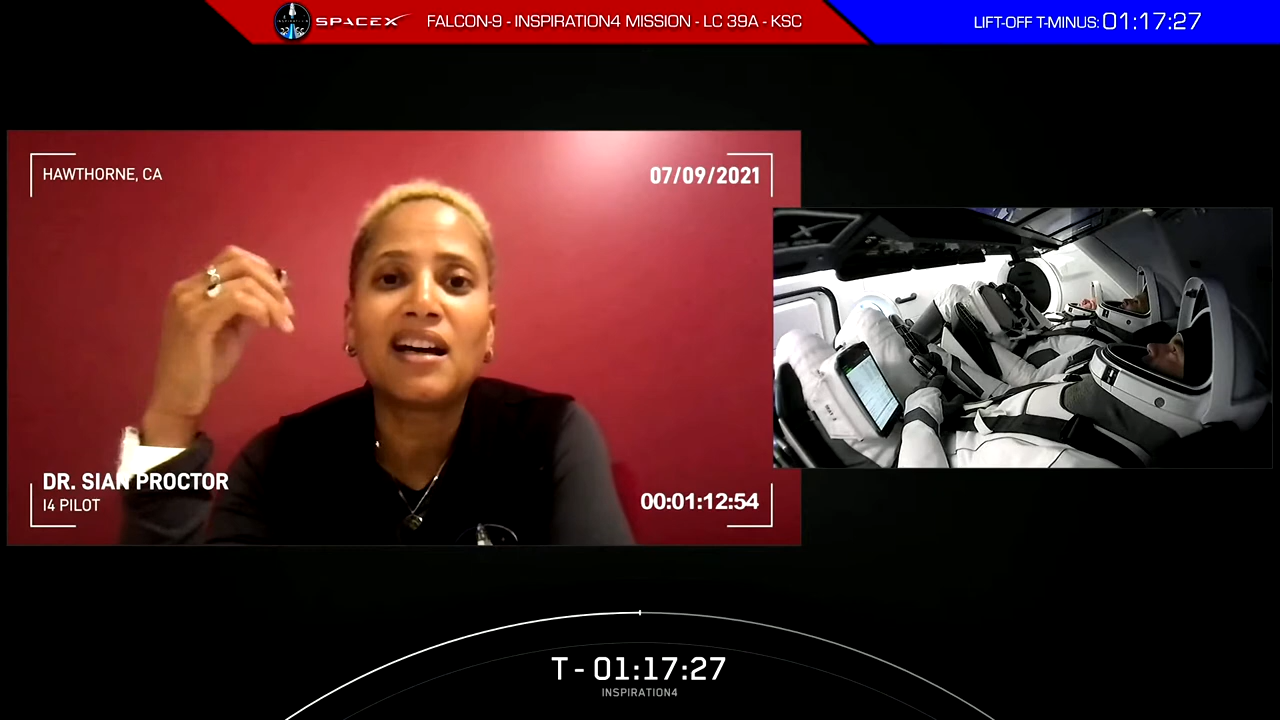 SPACEX
FALCON-9 - INSPIRATION4 MISSION - LC 39A - KSC
LIFT-OFF T-MINUS: 01:17:27
HAWTHORNE, CA
07/09/2021
DR. SIAN PROCTOR
I4 PILOT
00:01:12:54
T - 01:17:27
INSPIRATION4